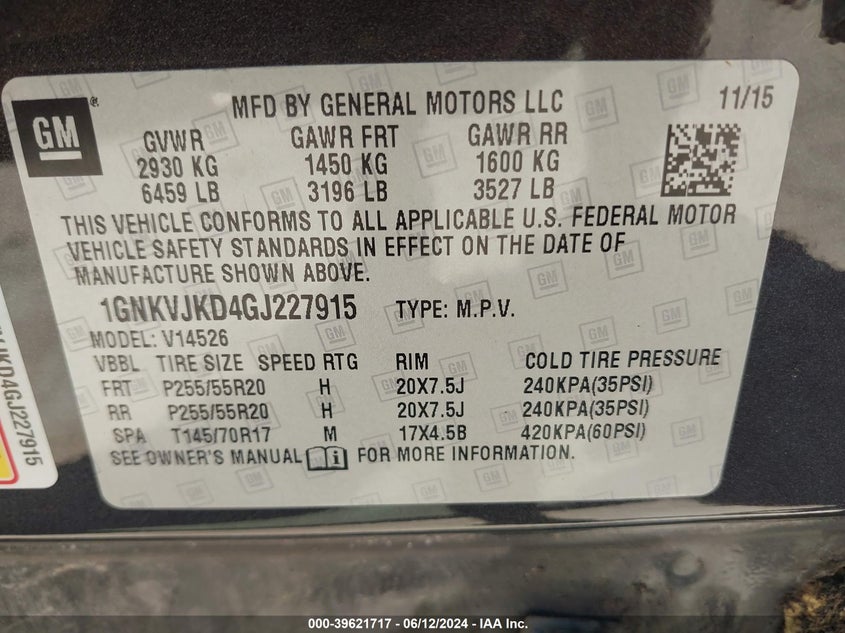 GM ®
MFD BY GENERAL MOTORS LLC 11/15
GVWR GAWR FRT GAWR RR
2930 KG 1450 KG 1600 KG
6459 LB 3196 LB 3527 LB
THIS VEHICLE CONFORMS TO ALL APPLICABLE U.S. FEDERAL MOTOR
VEHICLE SAFETY STANDARDS IN EFFECT ON THE DATE OF
MANUFACTURE SHOWN ABOVE.
1GNKVJKD4GJ227915 TYPE: M.P.V.
MODEL: V14526
VBBL TIRE SIZE SPEED RTG RIM COLD TIRE PRESSURE
FRT P255/55R20 H 20X7.5J 240KPA(35PSI)
RR P255/55R20 H 20X7.5J 240KPA(35PSI)
SPA T145/70R17 M 17X4.5B 420KPA(60PSI)
SEE OWNER'S MANUAL FOR MORE INFORMATION.
JKD4GJ227915
000-39621717 - 06/12/2024 - IAA Inc.